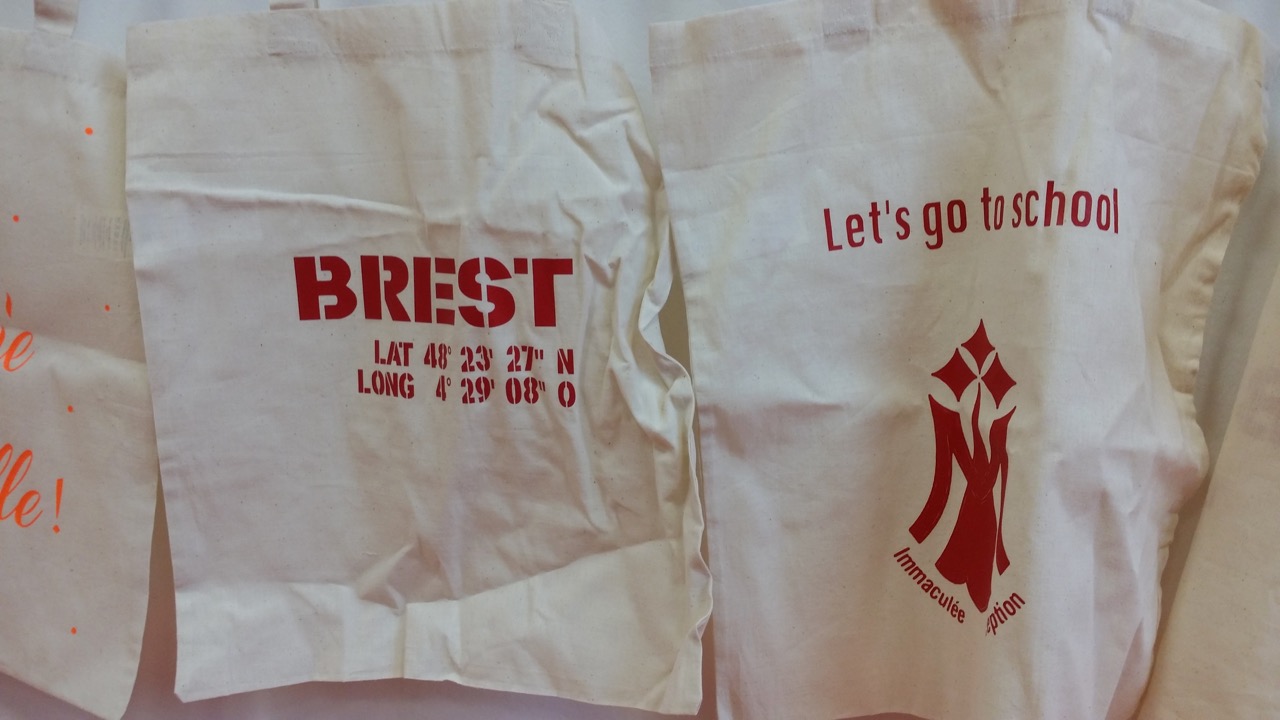 BREST
LAT 48° 23' 27" N
LONG 4° 29' 08" O
Let's go to school
Immaculée